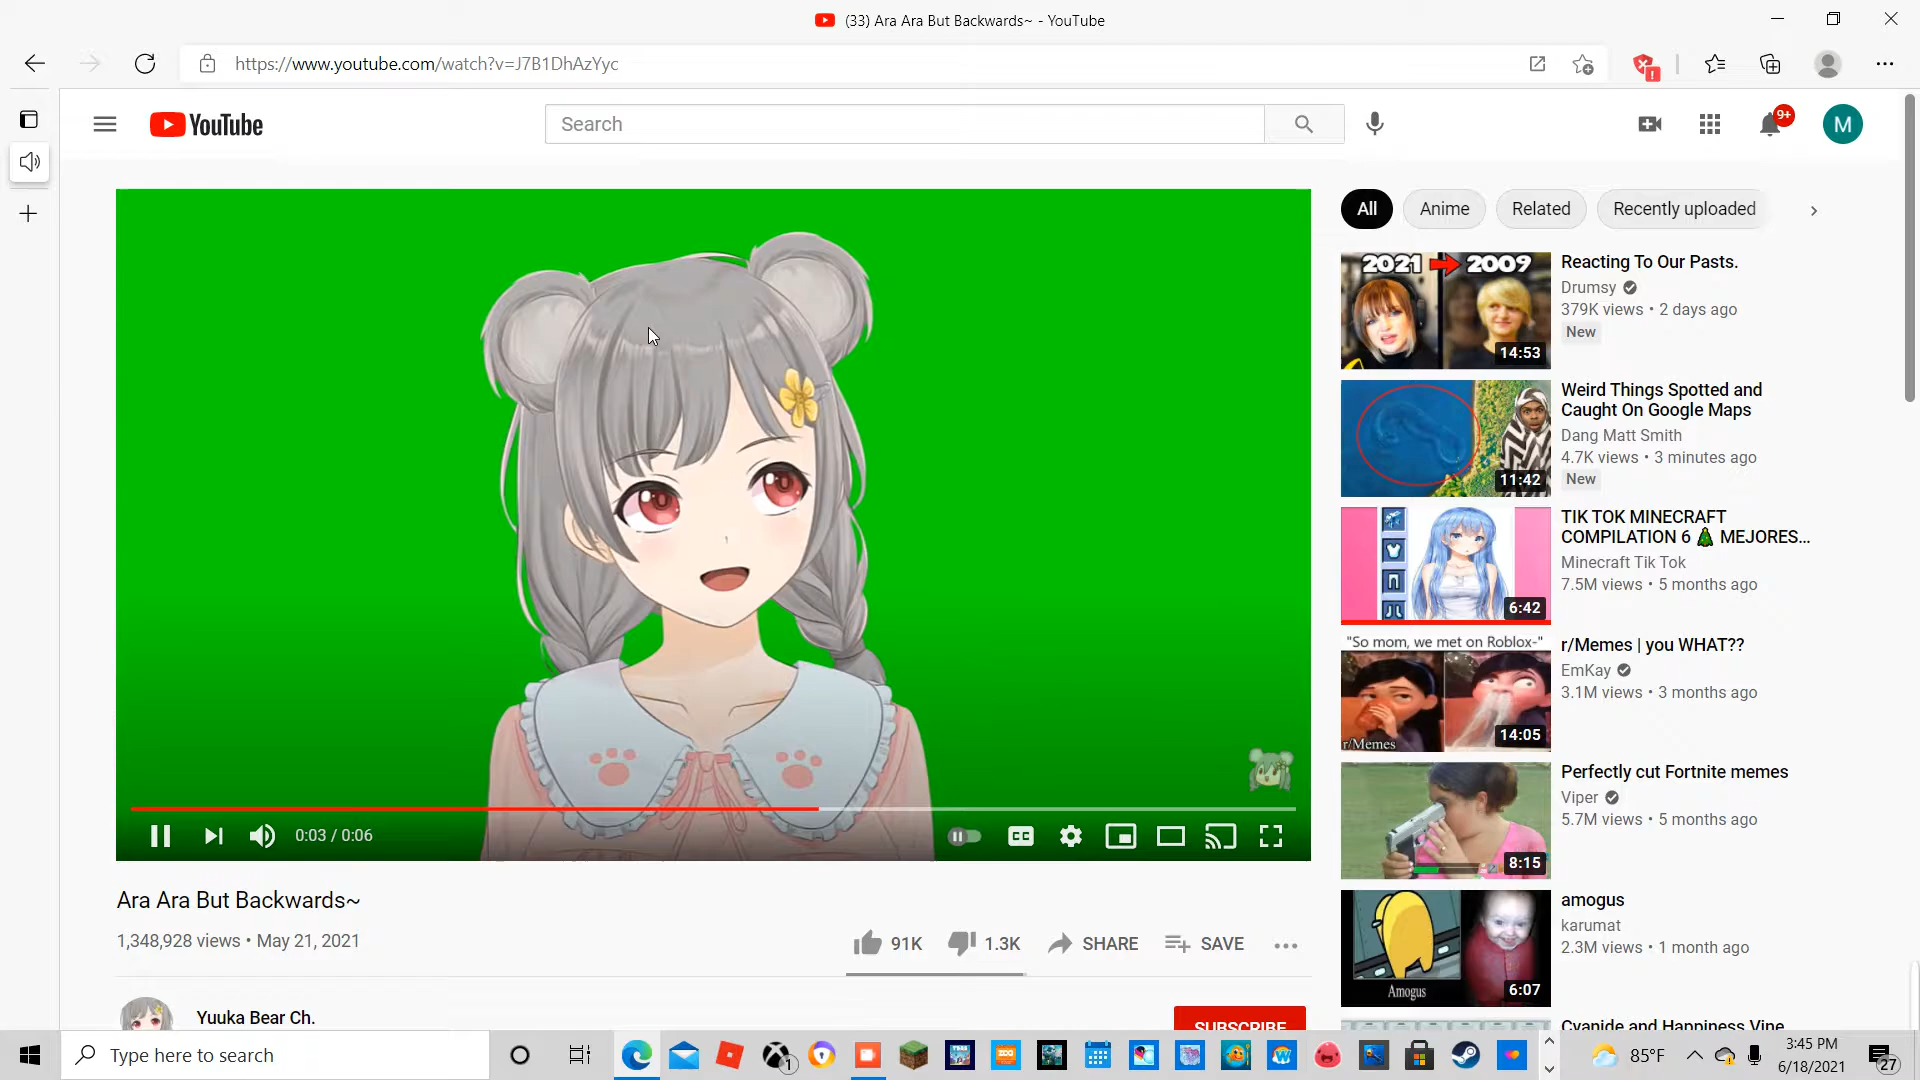 (33) Ara Ara But Backwards~ - YouTube
https://www.youtube.com/watch?v=J7B1DhAzYyc
YouTube
Search
9+
M
All
Anime
Related
Recently uploaded
2021 2009
14:53
Reacting To Our Pasts.
Drumsy
379K views • 2 days ago
New
11:42
Weird Things Spotted and
Caught On Google Maps
Dang Matt Smith
4.7K views • 3 minutes ago
New
6:42
TIK TOK MINECRAFT
COMPILATION 6 🎄 MEJORES...
Minecraft Tik Tok
7.5M views • 5 months ago
"So mom, we met on Roblox-"
r/Memes
14:05
r/Memes | you WHAT??
EmKay
3.1M views • 3 months ago
8:15
Perfectly cut Fortnite memes
Viper
5.7M views • 5 months ago
Amogus
6:07
amogus
karumat
2.3M views • 1 month ago
Cyanide and Happiness Vine
0:03 / 0:06
CC
Ara Ara But Backwards~
1,348,928 views • May 21, 2021
91K
1.3K
SHARE
SAVE
Yuuka Bear Ch.
SUBSCRIBE
Type here to search
1
85°F
3:45 PM
6/18/2021
27